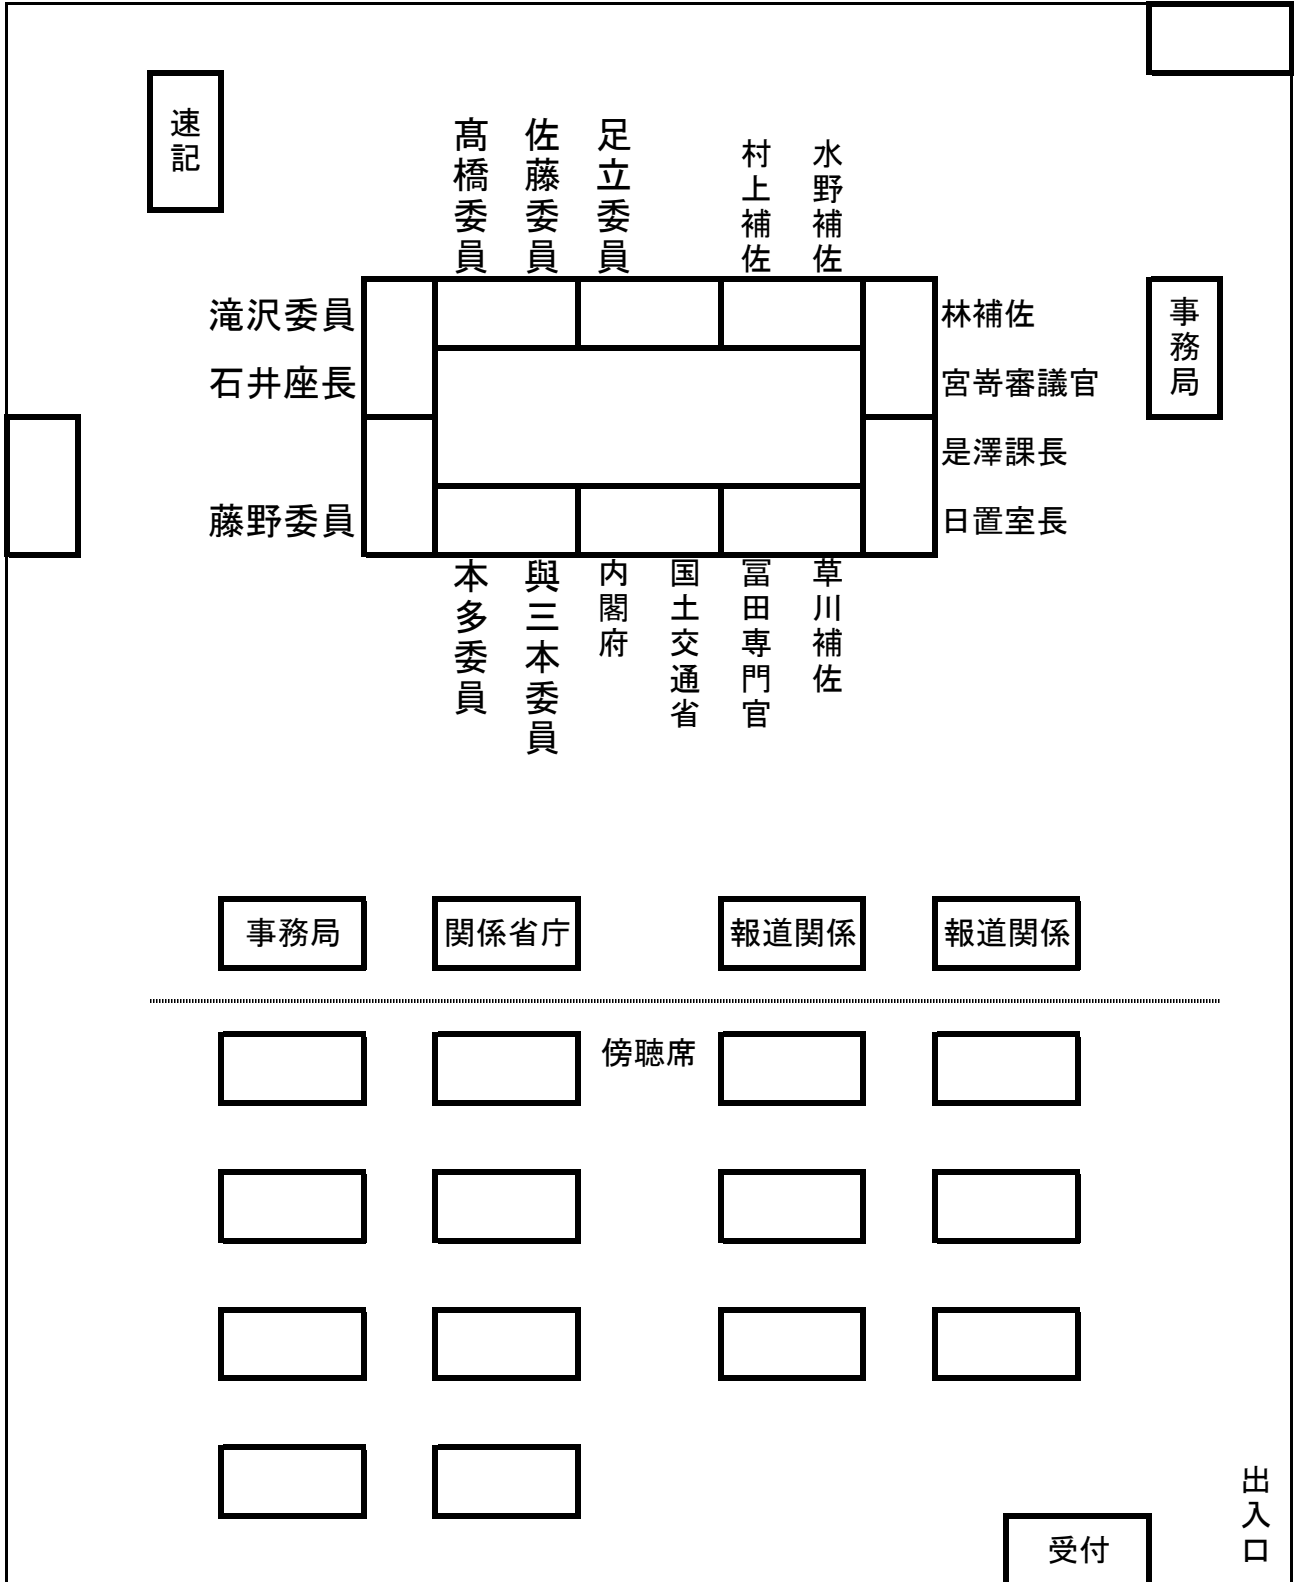 速記
髙橋委員
佐藤委員
足立委員
村上補佐
水野補佐
滝沢委員
石井座長
藤野委員
林補佐
宮嵜審議官
是澤課長
日置室長
事務局
本多委員
與三本委員
内閣府
国土交通省
冨田専門官
草川補佐
事務局
関係省庁
報道関係
報道関係
傍聴席
出入口
受付